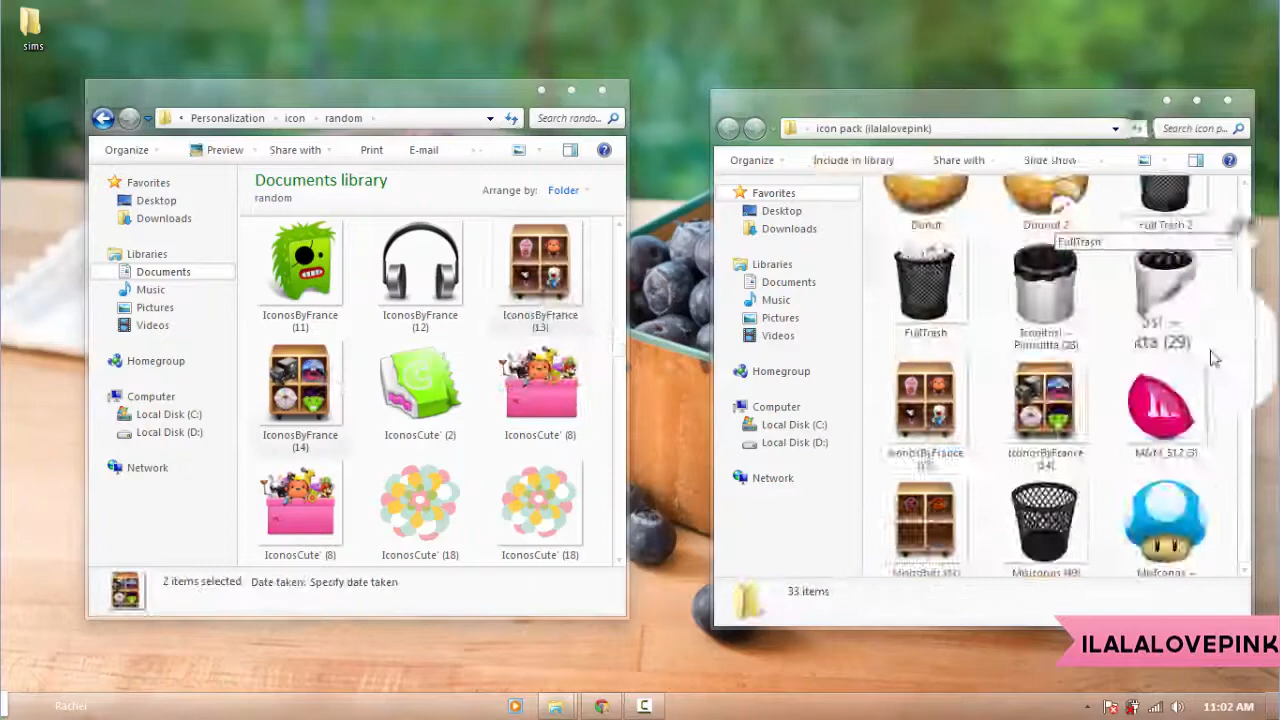 sims
Personalization icon random
Search rando...
Organize Preview Share with Print E-mail
Favorites
Desktop
Downloads
Libraries
Documents
Music
Pictures
Videos
Homegroup
Computer
Local Disk (C:)
Local Disk (D:)
Network
Documents library
random
Arrange by: Folder
IconosByFrance (11)
IconosByFrance (12)
IconosByFrance (13)
IconosByFrance (14)
IconosCute' (2)
IconosCute' (8)
IconosCute' (8)
IconosCute' (18)
IconosCute' (18)
2 items selected Date taken: Specify date taken
icon pack (ilalalovepink)
Search icon p...
Organize Include in library Share with Slide show
Favorites
Desktop
Downloads
Libraries
Documents
Music
Pictures
Videos
Homegroup
Computer
Local Disk (C:)
Local Disk (D:)
Network
Donut
Full Trash 2
FullTrash
FullTrash
IconosByFrance
IconosByFrance
33 items
ILALALOVEPINK
11:02 AM